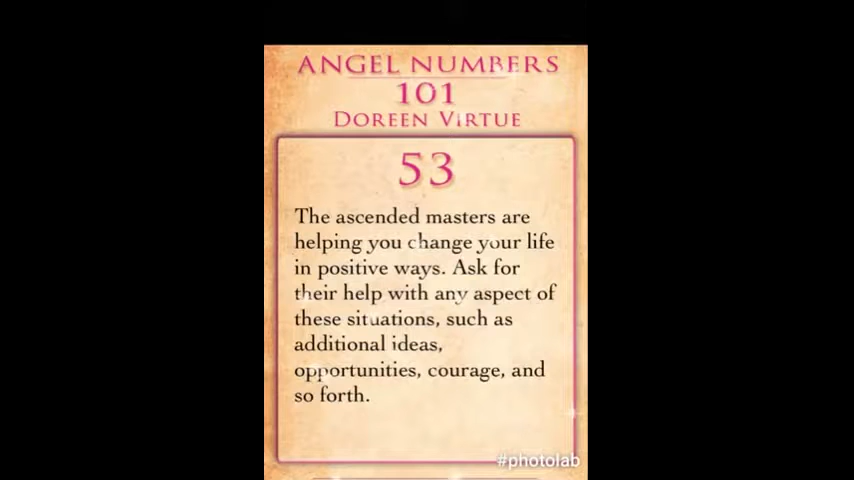 ANGEL NUMBERS
101
DOREEN VIRTUE
53
The ascended masters are
helping you change your life
in positive ways. Ask for
their help with any aspect of
these situations, such as
additional ideas,
opportunities, courage, and
so forth.
#photolab